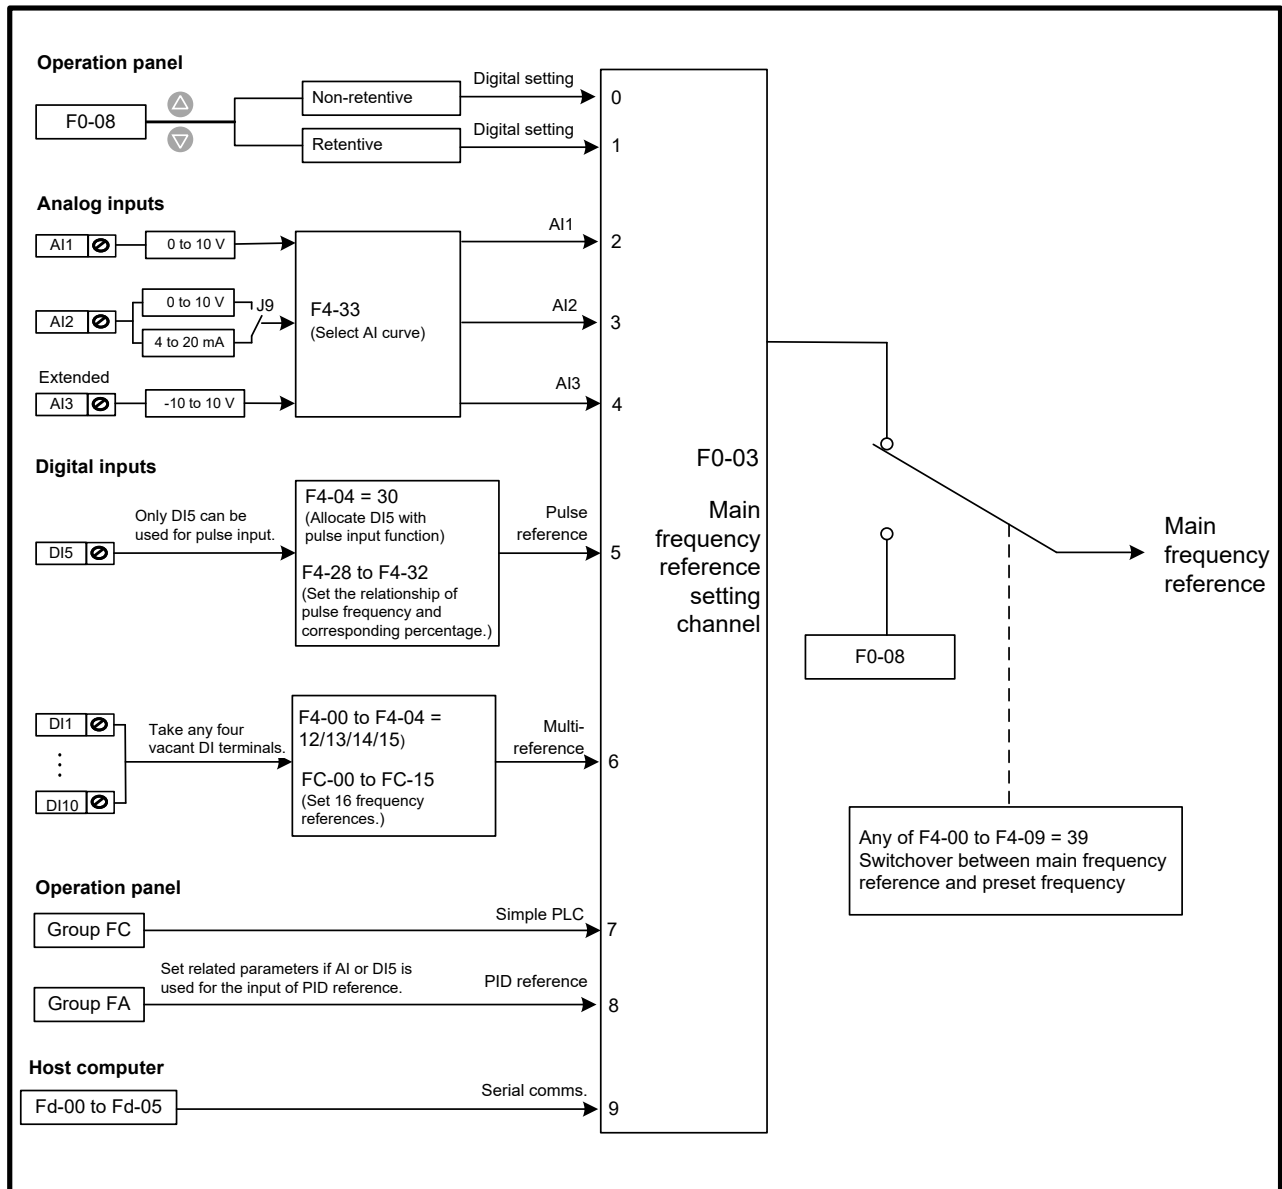 Operation panel
F0-08
Non-retentive
Digital setting
0
Retentive
Digital setting
1
Analog inputs
AI1
0 to 10 V
AI1
2
AI2
0 to 10 V
4 to 20 mA
J9
F4-33
(Select AI curve)
AI2
3
Extended
AI3
-10 to 10 V
AI3
4
Digital inputs
DI5
Only DI5 can be
used for pulse input.
F4-04 = 30
(Allocate DI5 with
pulse input function)
F4-28 to F4-32
(Set the relationship of
pulse frequency and
corresponding percentage.)
Pulse
reference
5
DI1
DI10
Take any four
vacant DI terminals.
F4-00 to F4-04 =
12/13/14/15)
FC-00 to FC-15
(Set 16 frequency
references.)
Multi-
reference
6
Operation panel
Group FC
Simple PLC
7
Group FA
Set related parameters if AI or DI5 is
used for the input of PID reference.
PID reference
8
Host computer
Fd-00 to Fd-05
Serial comms.
9
F0-03
Main
frequency
reference
setting
channel
F0-08
Main
frequency
reference
Any of F4-00 to F4-09 = 39
Switchover between main frequency
reference and preset frequency